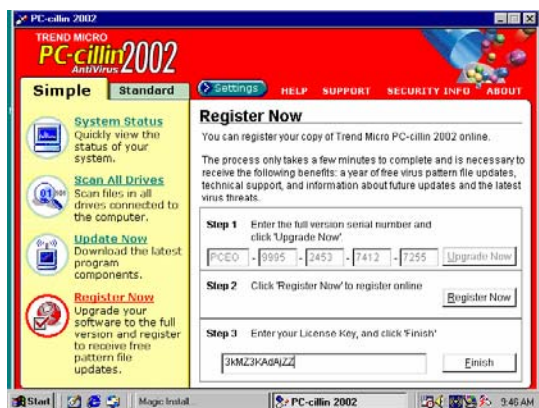 PC-cillin 2002
TREND MICRO
PC-cillin 2002
AntiVirus
Simple
Standard
Settings
HELP
SUPPORT
SECURITY INFO
ABOUT
System Status
Quickly view the
status of your
system.
Scan All Drives
Scan files in all
drives connected to
the computer.
Update Now
Download the latest
program
components.
Register Now
Upgrade your
software to the full
version and register
to receive free
pattern file
updates.
Register Now
You can register your copy of Trend Micro PC-cillin 2002 online.
The process only takes a few minutes to complete and is necessary to
receive the following benefits: a year of free virus pattern file updates,
technical support, and information about future updates and the latest
virus threats.
Step 1 Enter the full version serial number and
click 'Upgrade Now'.
PCEO - 9995 - 2453 - 7412 - 7255 Upgrade Now
Step 2 Click 'Register Now' to register online
Register Now
Step 3 Enter your License Key, and click 'Finish'
3kMZ3KAdAjZZ
Finish
Start
Magic Instal...
PC-cillin 2002
9:46 AM